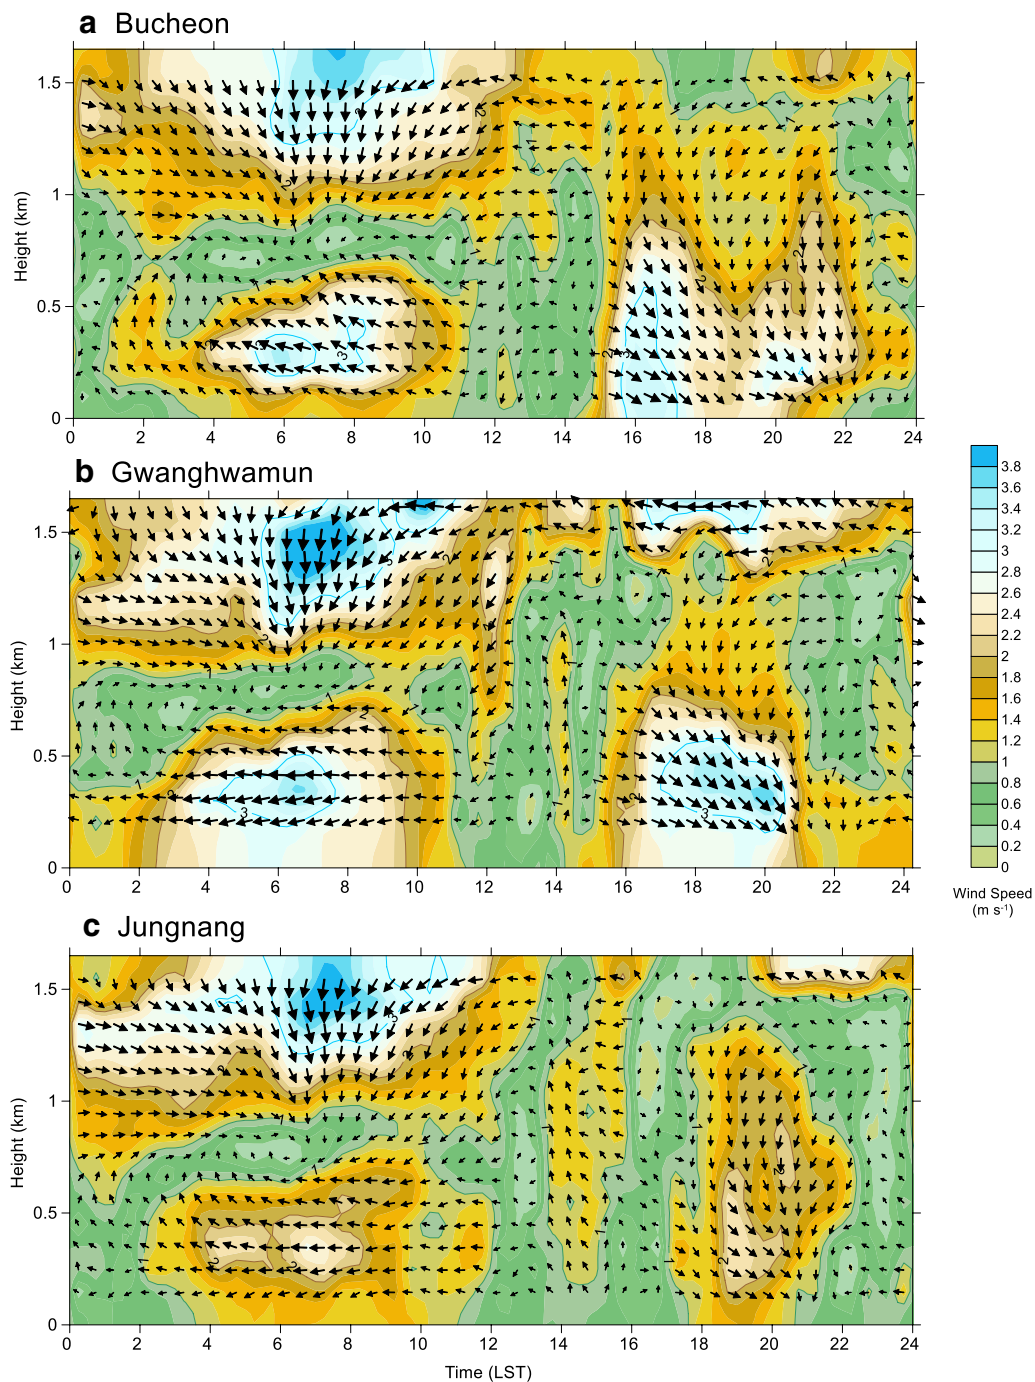 a Bucheon
1.5
1
0.5
0
Height (km)
0 2 4 6 8 10 12 14 16 18 20 22 24
b Gwanghwamun
1.5
1
0.5
0
Height (km)
0 2 4 6 8 10 12 14 16 18 20 22 24
3.8
3.6
3.4
3.2
3
2.8
2.6
2.4
2.2
2
1.8
1.6
1.4
1.2
1
0.8
0.6
0.4
0.2
0
Wind Speed
(m s-1)
c Jungnang
1.5
1
0.5
0
Height (km)
0 2 4 6 8 10 12 14 16 18 20 22 24
Time (LST)